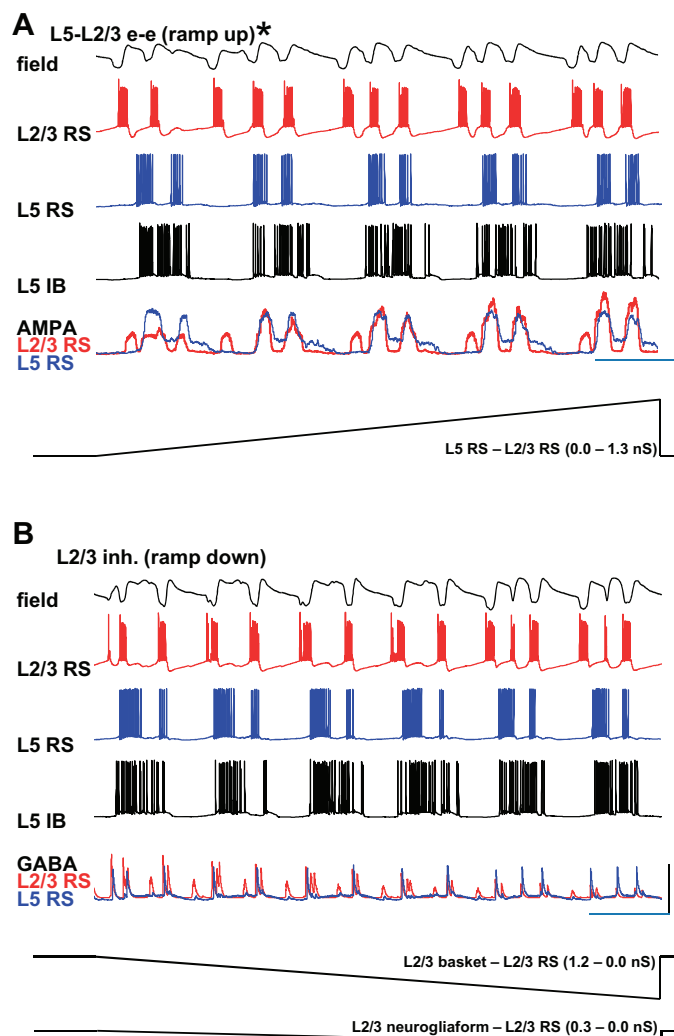 A
L5-L2/3 e-e (ramp up)*
field
L2/3 RS
L5 RS
L5 IB
AMPA
L2/3 RS
L5 RS
L5 RS – L2/3 RS (0.0 – 1.3 nS)
B
L2/3 inh. (ramp down)
field
L2/3 RS
L5 RS
L5 IB
GABA
L2/3 RS
L5 RS
L2/3 basket – L2/3 RS (1.2 – 0.0 nS)
L2/3 neurogliaform – L2/3 RS (0.3 – 0.0 nS)